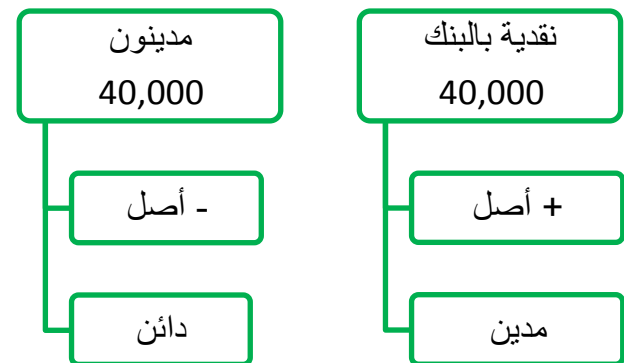 نقدية بالبنك
40,000
+ أصل
مدين
مدينون
40,000
- أصل
دائن